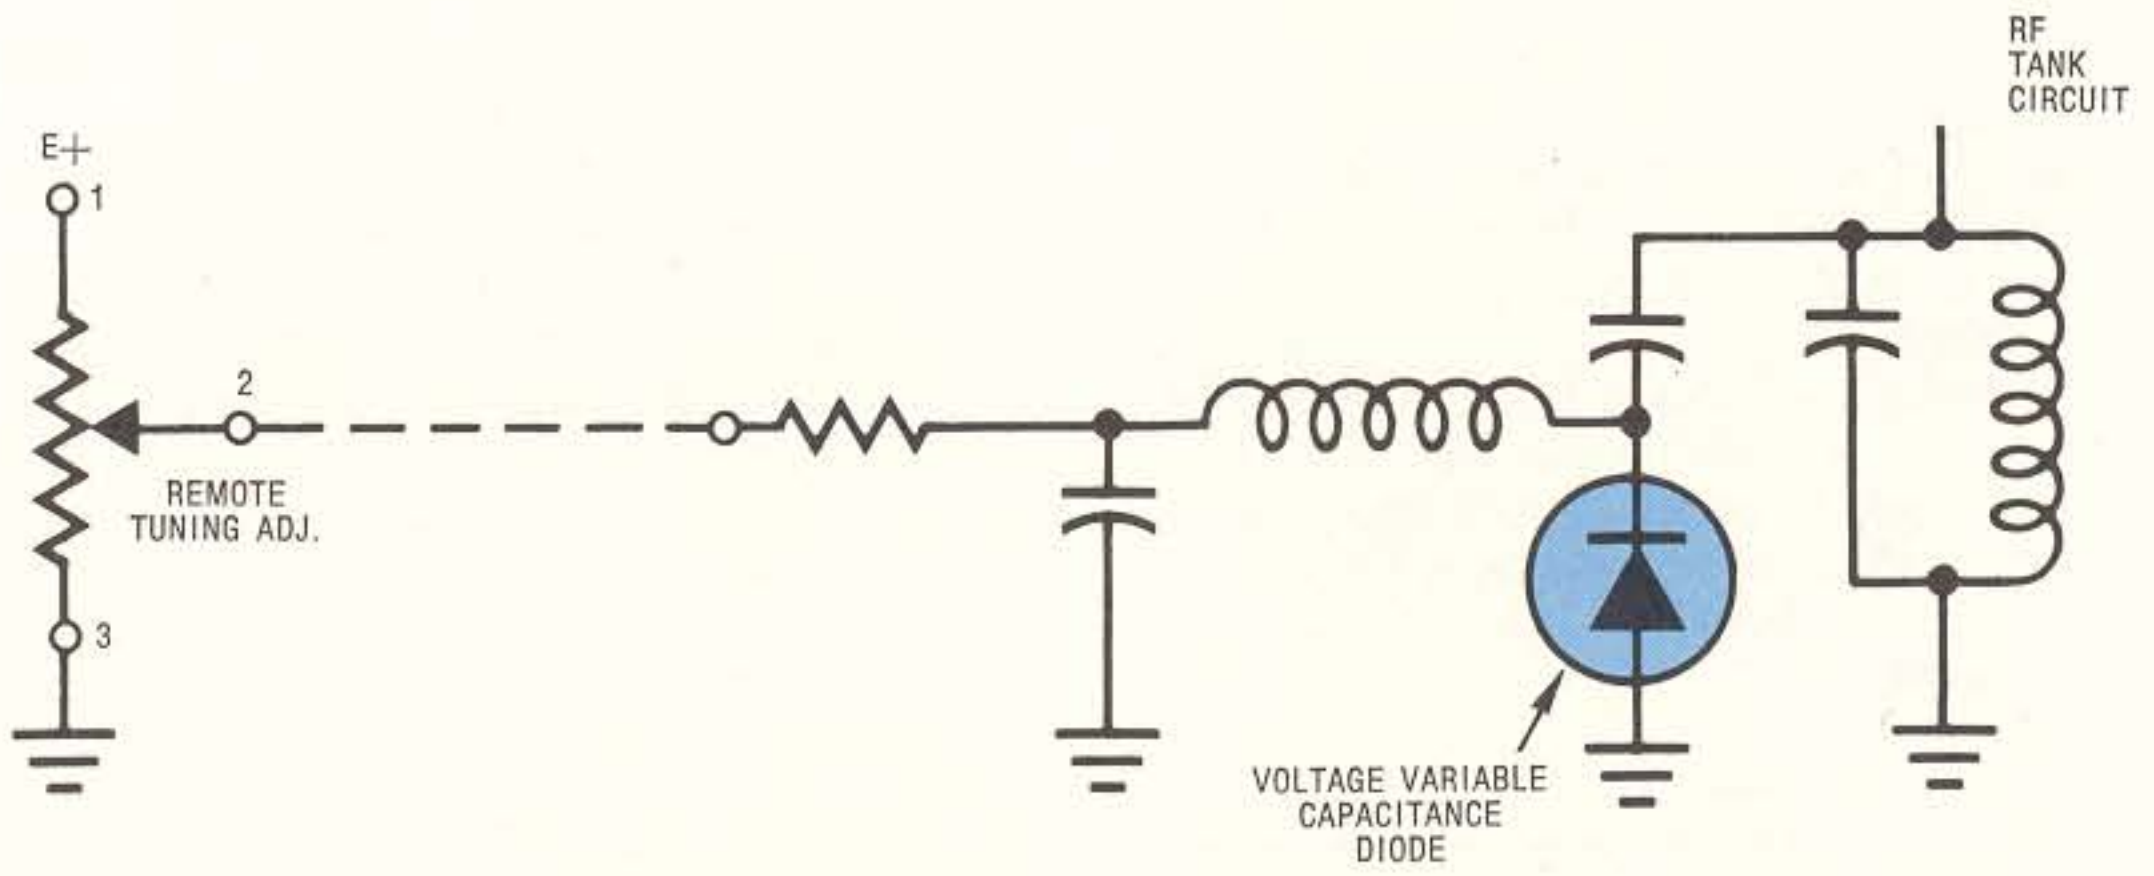 RF
TANK
CIRCUIT
E+
1
2
REMOTE
TUNING ADJ.
3
VOLTAGE VARIABLE
CAPACITANCE
DIODE